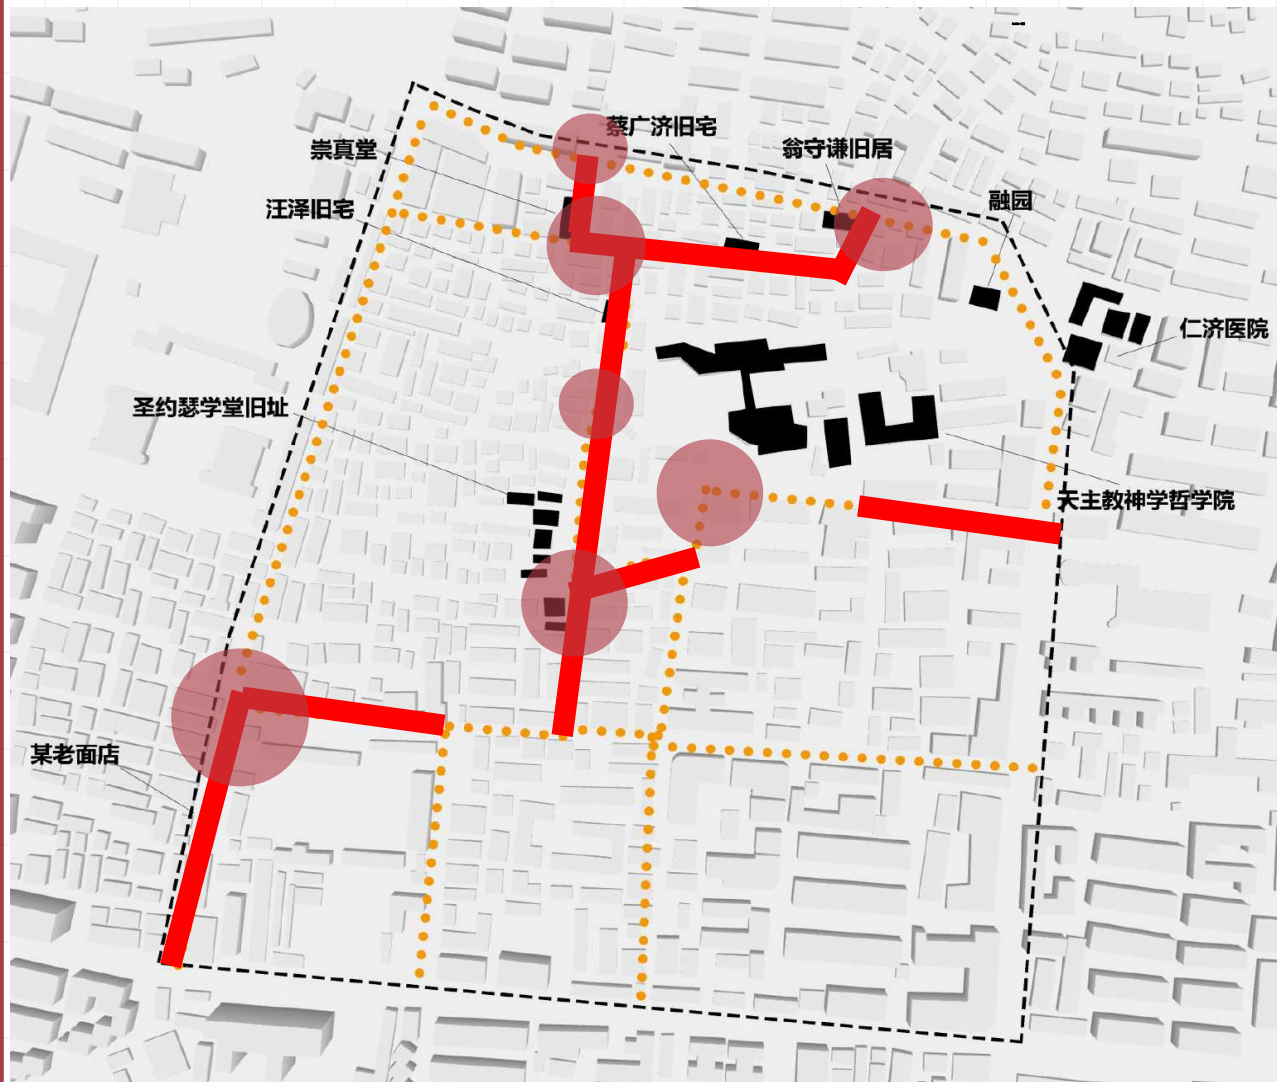 蔡广济旧宅
崇真堂
翁守谦旧居
汪泽旧宅
融园
仁济医院
圣约瑟学堂旧址
天主教神学哲学院
某老面店